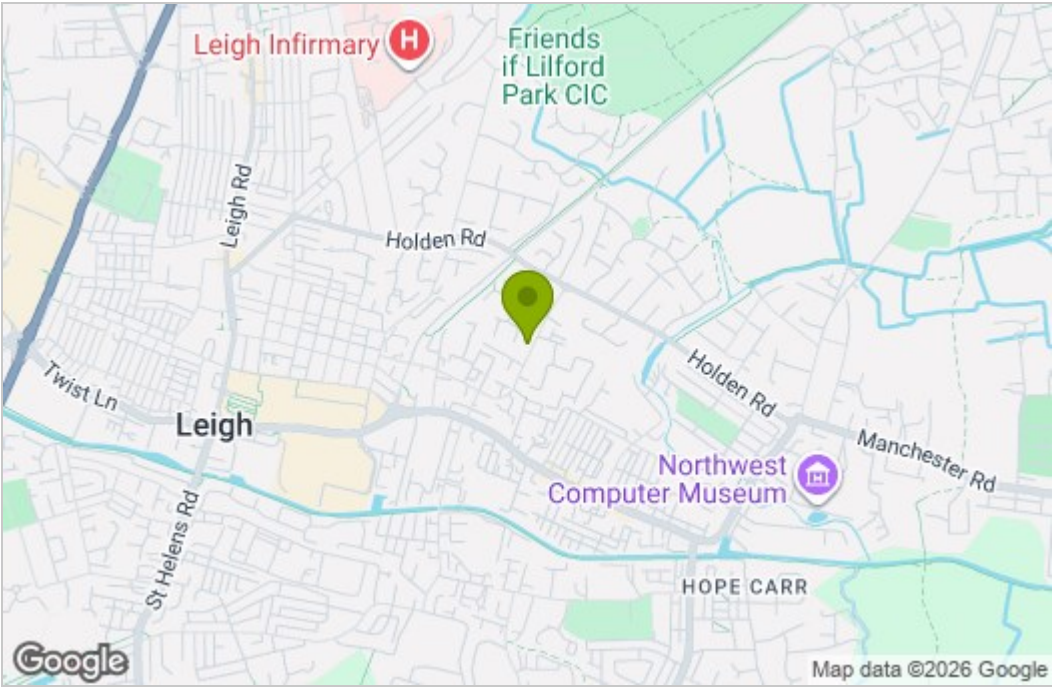 Leigh Infirmary
H
Friends
if Lilford
Park CIC
Leigh Rd
Holden Rd
Twist Ln
Leigh
Holden Rd
Manchester Rd
Northwest
Computer Museum
St Helens Rd
HOPE CARR
Google
Map data ©2026 Google